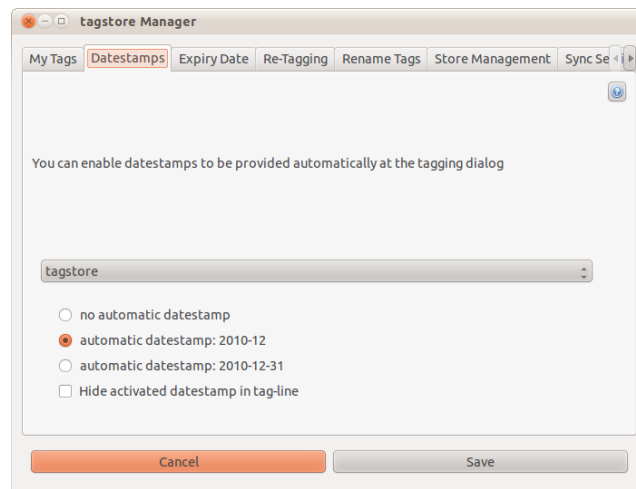 tagstore Manager
My Tags Datestamps Expiry Date Re-Tagging Rename Tags Store Management Sync Se
You can enable datestamps to be provided automatically at the tagging dialog
tagstore
no automatic datestamp
automatic datestamp: 2010-12
automatic datestamp: 2010-12-31
Hide activated datestamp in tag-line
Cancel Save